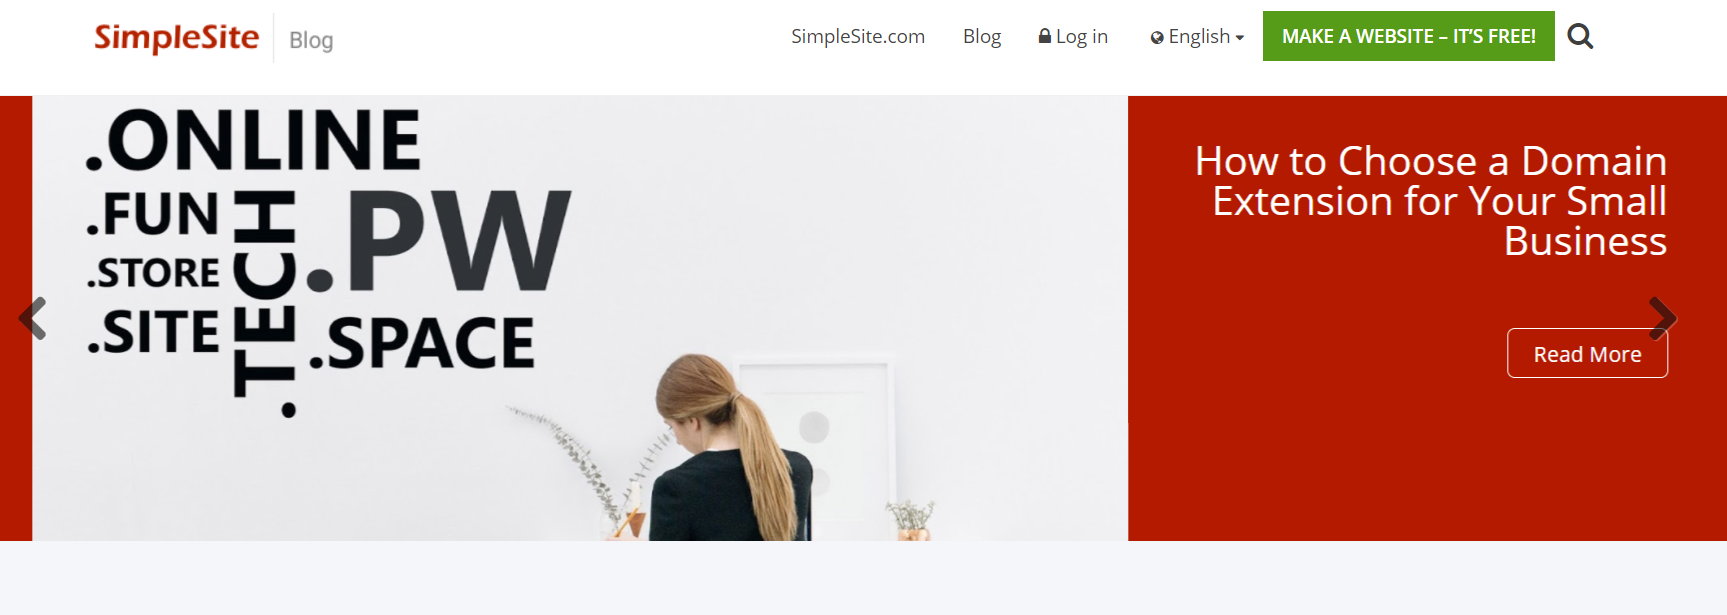 SimpleSite
Blog
SimpleSite.com
Blog
Log in
English
MAKE A WEBSITE – IT’S FREE!
.ONLINE
.FUN
.STORE
.SITE
.TECH
.PW
.SPACE
How to Choose a Domain
Extension for Your Small
Business
Read More